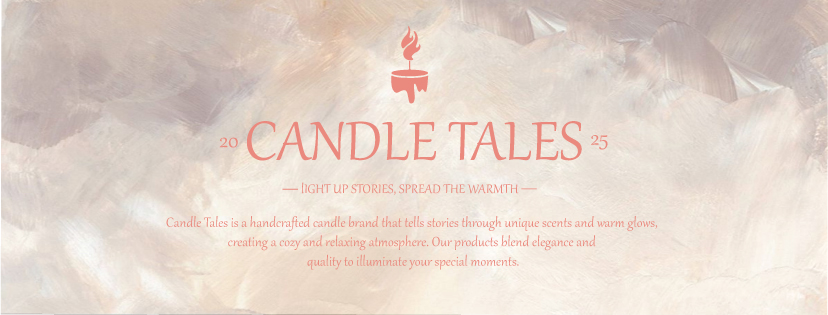 20 CANDLE TALES 25
— lIGHT UP STORIES, SPREAD THE WARMTH —
Candle Tales is a handcrafted candle brand that tells stories through unique scents and warm glows,
creating a cozy and relaxing atmosphere. Our products blend elegance and
quality to illuminate your special moments.